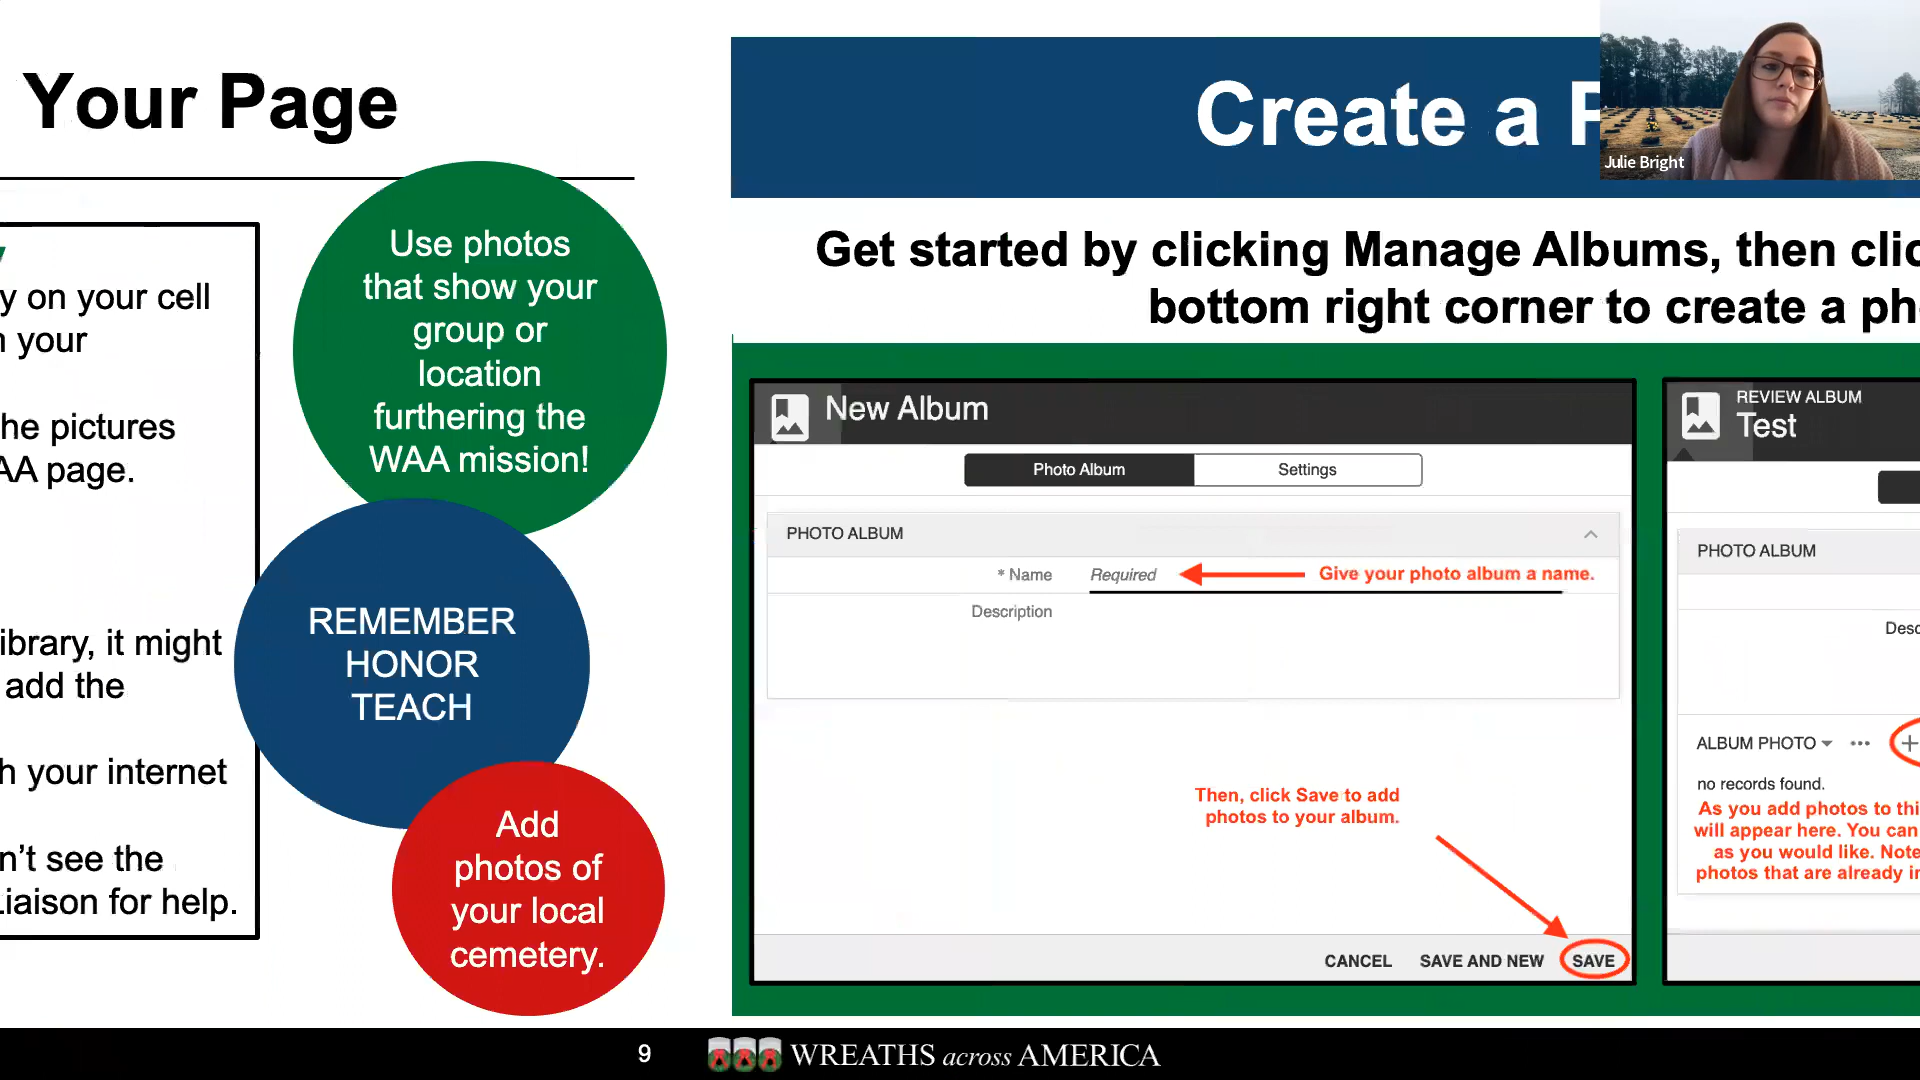 Your Page
y on your cell
your
he pictures
AA page.
ibrary, it might
add the
h your internet
n't see the
Liaison for help.
Use photos
that show your
group or
location
furthering the
WAA mission!
REMEMBER
HONOR
TEACH
Add
photos of
your local
cemetery.
Create a P
Julie Bright
Get started by clicking Manage Albums, then clic
bottom right corner to create a ph
New Album
Photo Album Settings
PHOTO ALBUM
* Name Required Give your photo album a name.
Description
Then, click Save to add
photos to your album.
CANCEL SAVE AND NEW SAVE
REVIEW ALBUM
Test
PHOTO ALBUM
Desc
ALBUM PHOTO ••• +
no records found.
As you add photos to thi
will appear here. You can
as you would like. Note
photos that are already i
9 WREATHS across AMERICA